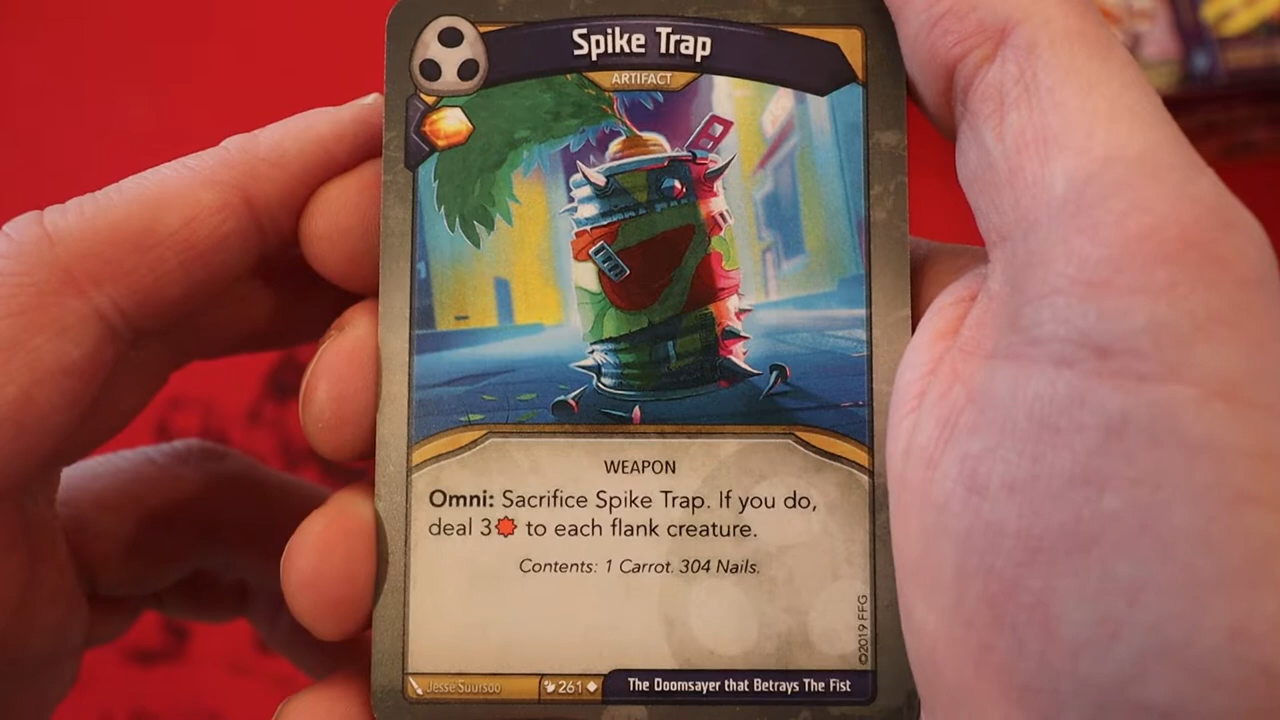 Spike Trap
ARTIFACT
WEAPON
Omni: Sacrifice Spike Trap. If you do,
deal 3 to each flank creature.
Contents: 1 Carrot. 304 Nails.
©2019 FFG
Jesse Suursoo
261
The Doomsayer that Betrays The Fist